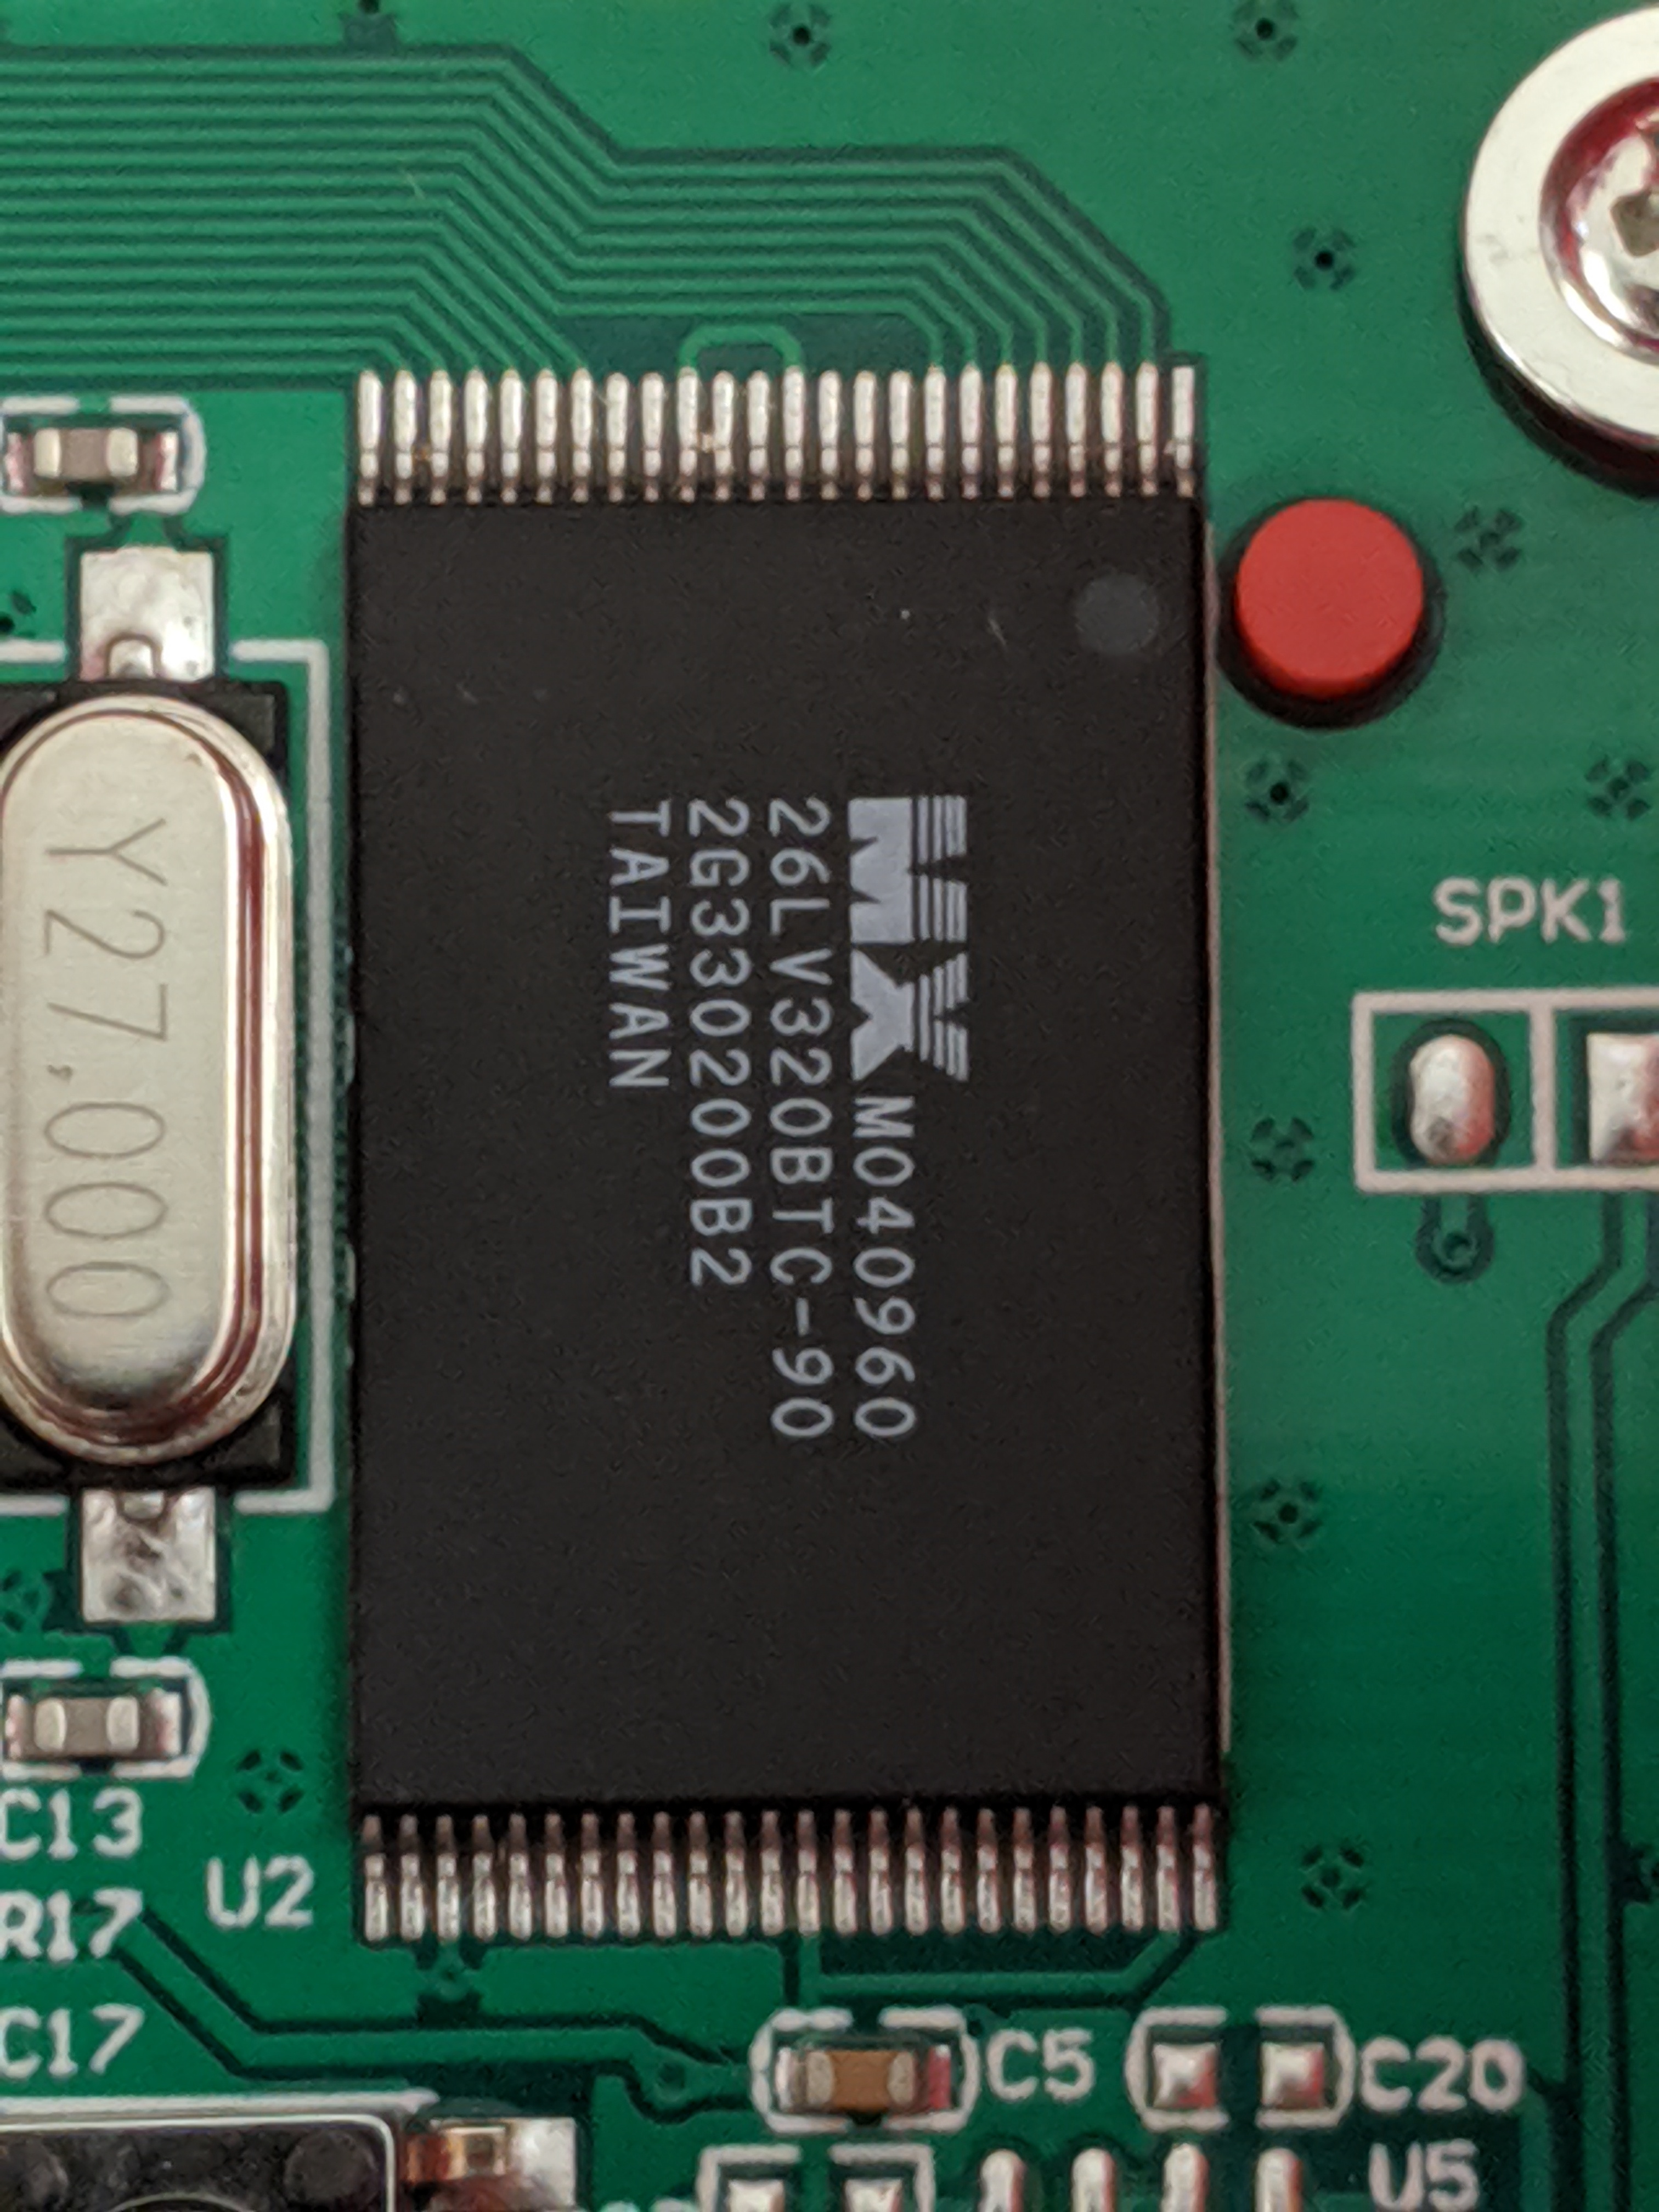 MX M040960
26LV320BTC-90
2G330200B2
TAIWAN
Y27.000
SPK1
C13
U2
R17
C17
C5
C20
U5